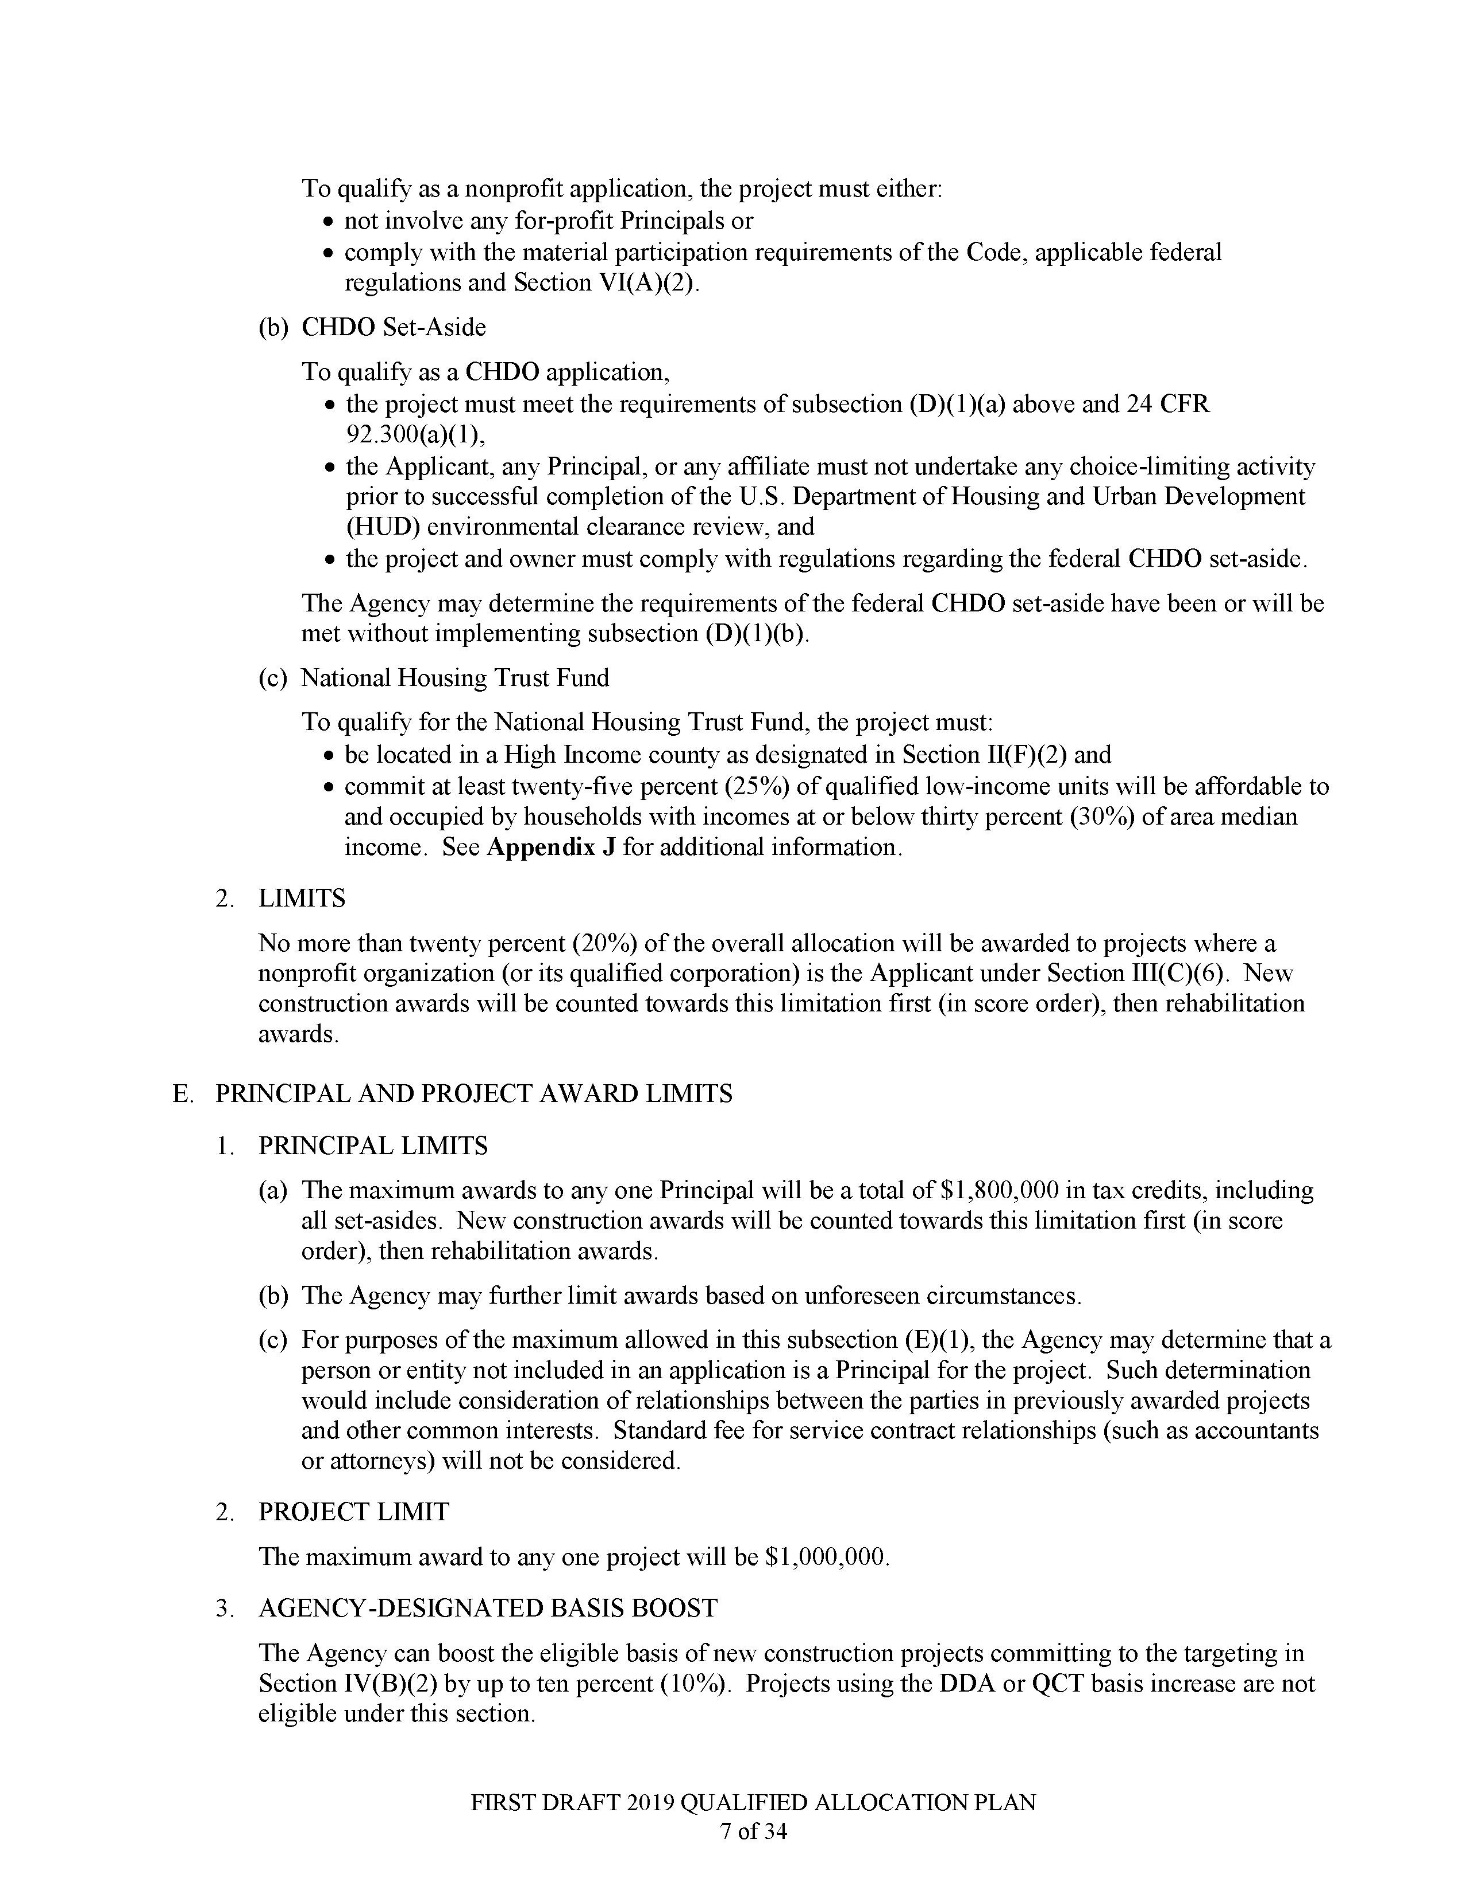 To qualify as a nonprofit application, the project must either:
• not involve any for-profit Principals or
• comply with the material participation requirements of the Code, applicable federal
regulations and Section VI(A)(2).
(b) CHDO Set-Aside
To qualify as a CHDO application,
• the project must meet the requirements of subsection (D)(1)(a) above and 24 CFR
92.300(a)(1),
• the Applicant, any Principal, or any affiliate must not undertake any choice-limiting activity
prior to successful completion of the U.S. Department of Housing and Urban Development
(HUD) environmental clearance review, and
• the project and owner must comply with regulations regarding the federal CHDO set-aside.
The Agency may determine the requirements of the federal CHDO set-aside have been or will be
met without implementing subsection (D)(1)(b).
(c) National Housing Trust Fund
To qualify for the National Housing Trust Fund, the project must:
• be located in a High Income county as designated in Section II(F)(2) and
• commit at least twenty-five percent (25%) of qualified low-income units will be affordable to
and occupied by households with incomes at or below thirty percent (30%) of area median
income. See Appendix J for additional information.
2. LIMITS
No more than twenty percent (20%) of the overall allocation will be awarded to projects where a
nonprofit organization (or its qualified corporation) is the Applicant under Section III(C)(6). New
construction awards will be counted towards this limitation first (in score order), then rehabilitation
awards.
E. PRINCIPAL AND PROJECT AWARD LIMITS
1. PRINCIPAL LIMITS
(a) The maximum awards to any one Principal will be a total of $1,800,000 in tax credits, including
all set-asides. New construction awards will be counted towards this limitation first (in score
order), then rehabilitation awards.
(b) The Agency may further limit awards based on unforeseen circumstances.
(c) For purposes of the maximum allowed in this subsection (E)(1), the Agency may determine that a
person or entity not included in an application is a Principal for the project. Such determination
would include consideration of relationships between the parties in previously awarded projects
and other common interests. Standard fee for service contract relationships (such as accountants
or attorneys) will not be considered.
2. PROJECT LIMIT
The maximum award to any one project will be $1,000,000.
3. AGENCY-DESIGNATED BASIS BOOST
The Agency can boost the eligible basis of new construction projects committing to the targeting in
Section IV(B)(2) by up to ten percent (10%). Projects using the DDA or QCT basis increase are not
eligible under this section.
FIRST DRAFT 2019 QUALIFIED ALLOCATION PLAN
7 of 34